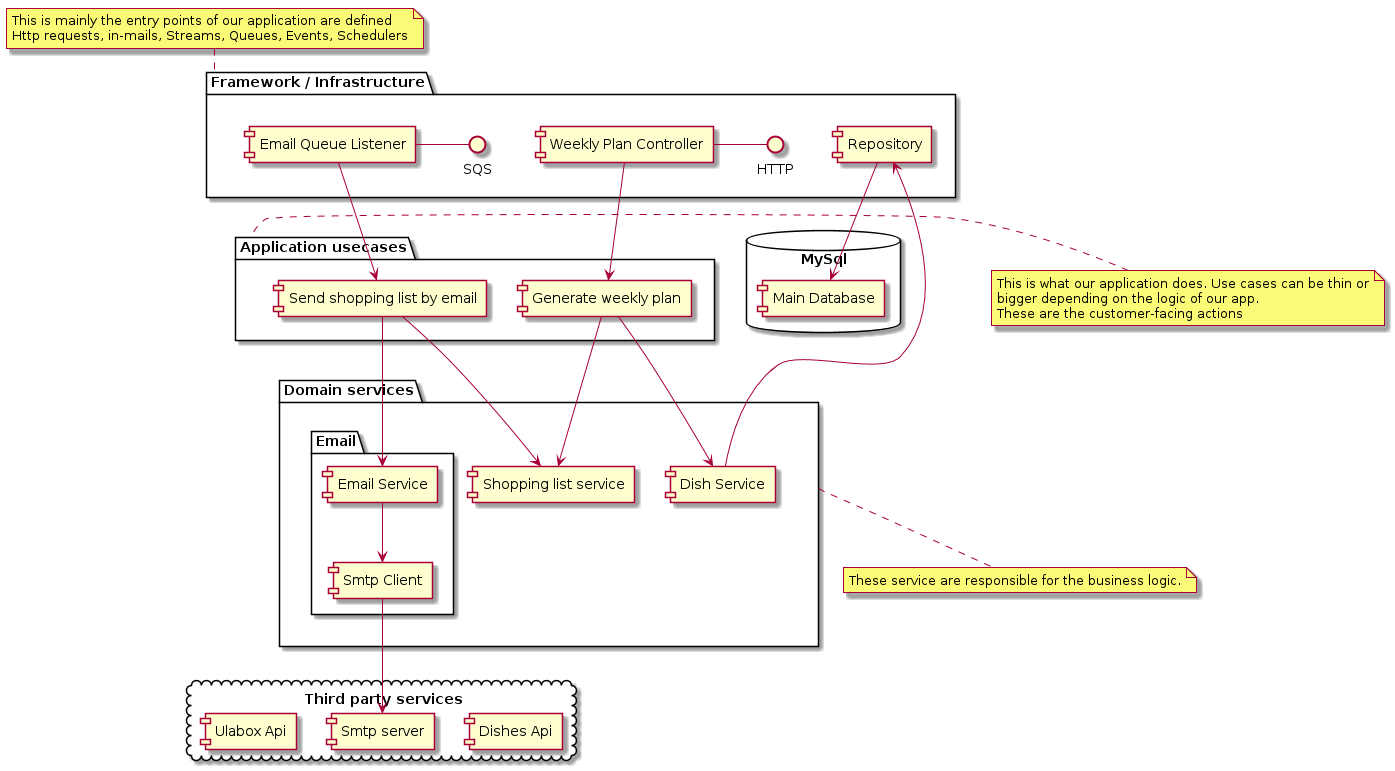 This is mainly the entry points of our application are defined
Http requests, in-mails, Streams, Queues, Events, Schedulers
Framework / Infrastructure
Email Queue Listener
SQS
Weekly Plan Controller
HTTP
Repository
Application usecases
Send shopping list by email
Generate weekly plan
MySql
Main Database
This is what our application does. Use cases can be thin or
bigger depending on the logic of our app.
These are the customer-facing actions
Domain services
Email
Email Service
Shopping list service
Dish Service
Smtp Client
These service are responsible for the business logic.
Third party services
Ulabox Api
Smtp server
Dishes Api